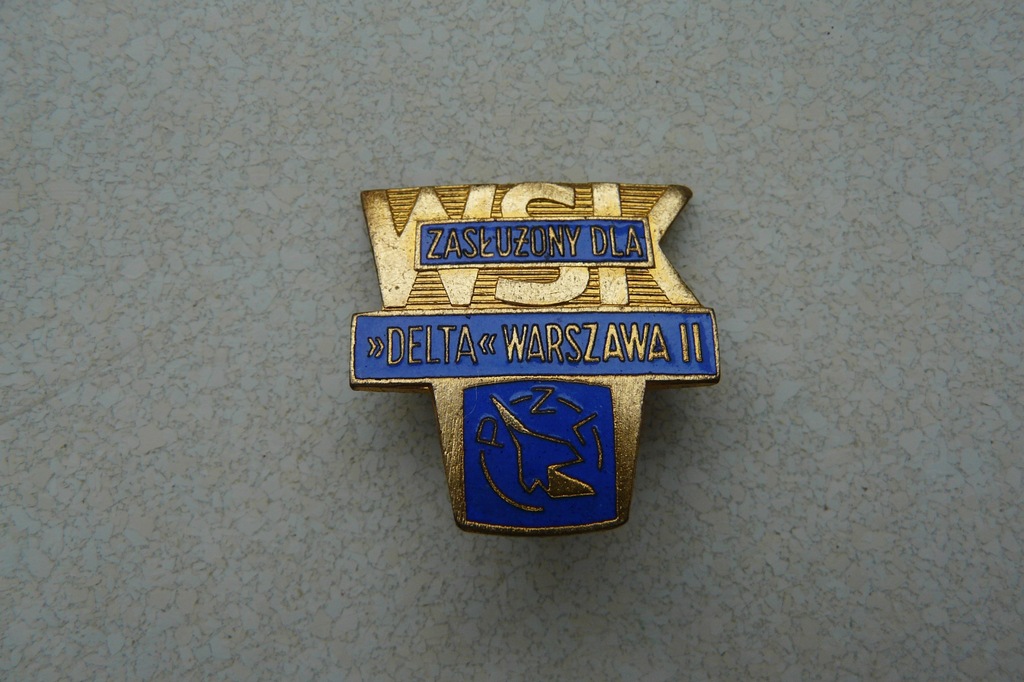 WSK
ZASŁUŻONY DLA
»DELTA« WARSZAWA II
PZL